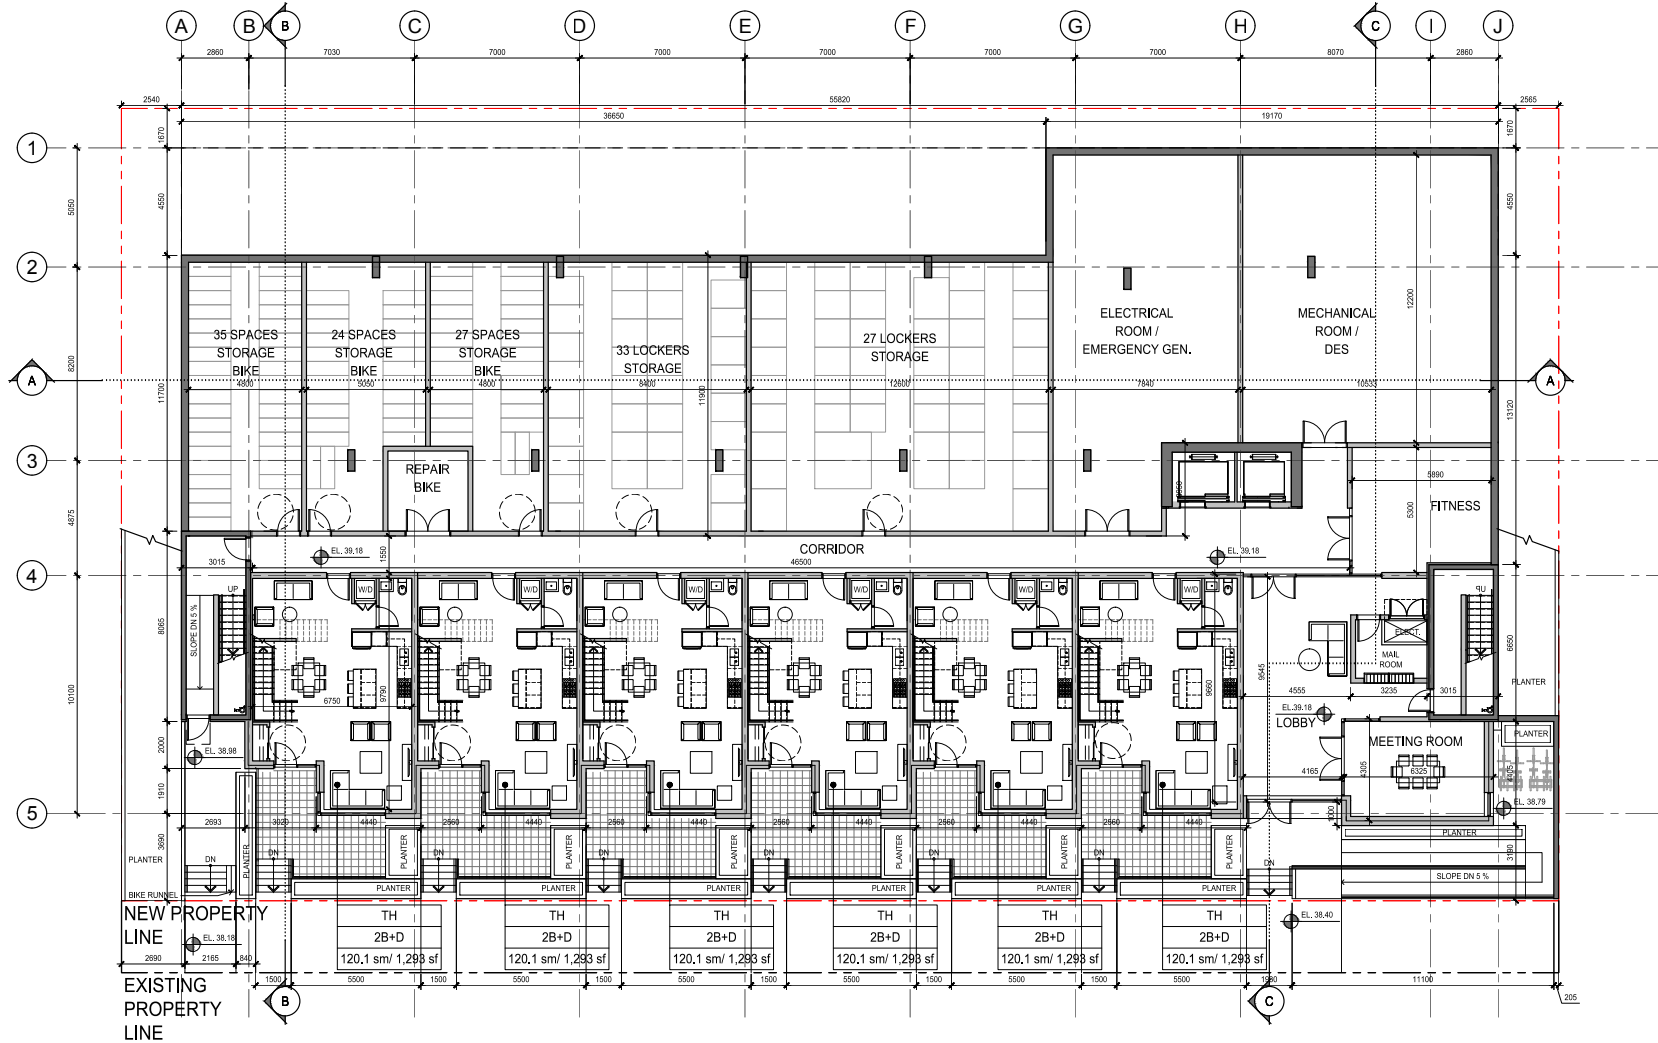 A B B C D E F G H C I J
2860 7030 7000 7000 7000 7000 7000 8070 2860
2540 55820 2565
36650 19170
1
1670 1670
5050 4550 4550
2
8200 11700 11900 12200 13120
35 SPACES
STORAGE
BIKE
24 SPACES
STORAGE
BIKE
27 SPACES
STORAGE
BIKE
33 LOCKERS
STORAGE
27 LOCKERS
STORAGE
ELECTRICAL
ROOM /
EMERGENCY GEN.
MECHANICAL
ROOM /
DES
A A
4800 5050 4800 8400 12600 7840 10533
3
REPAIR
BIKE
5890
5300
FITNESS
4875
1550
EL. 39.18
CORRIDOR
EL. 39.18
3015 46500
4
UP UP
W/D W/D W/D W/D W/D W/D
SLOPE DN 5 %
8065
10100
6750
9790
9660
9545
6650
ELECT.
MAIL
ROOM
PLANTER
4555 3235 3015
EL.39.18
LOBBY
MEETING ROOM
PLANTER
2000
EL. 38.98
4165 4305 6325 4405
1910
1000
EL. 38.79
5
2693 3020 4440 2560 4440 2560 4440 2560 4440 2560 4440 2560 4440
3690
3190
PLANTER
PLANTER
PLANTER PLANTER PLANTER PLANTER PLANTER PLANTER
PLANTER
DN DN DN DN DN DN DN DN
SLOPE DN 5 %
BIKE RUNNEL
PLANTER PLANTER PLANTER PLANTER PLANTER PLANTER
NEW PROPERTY
LINE
EL. 38.18
EL. 38.40
TH TH TH TH TH TH
2B+D 2B+D 2B+D 2B+D 2B+D 2B+D
120.1 sm/ 1,293 sf 120.1 sm/ 1,293 sf 120.1 sm/ 1,293 sf 120.1 sm/ 1,293 sf 120.1 sm/ 1,293 sf 120.1 sm/ 1,293 sf
2690 2165 840
1500 5500 1500 5500 1500 5500 1500 5500 1500 5500 1500 5500 1980 11100
205
EXISTING
PROPERTY
LINE
B C